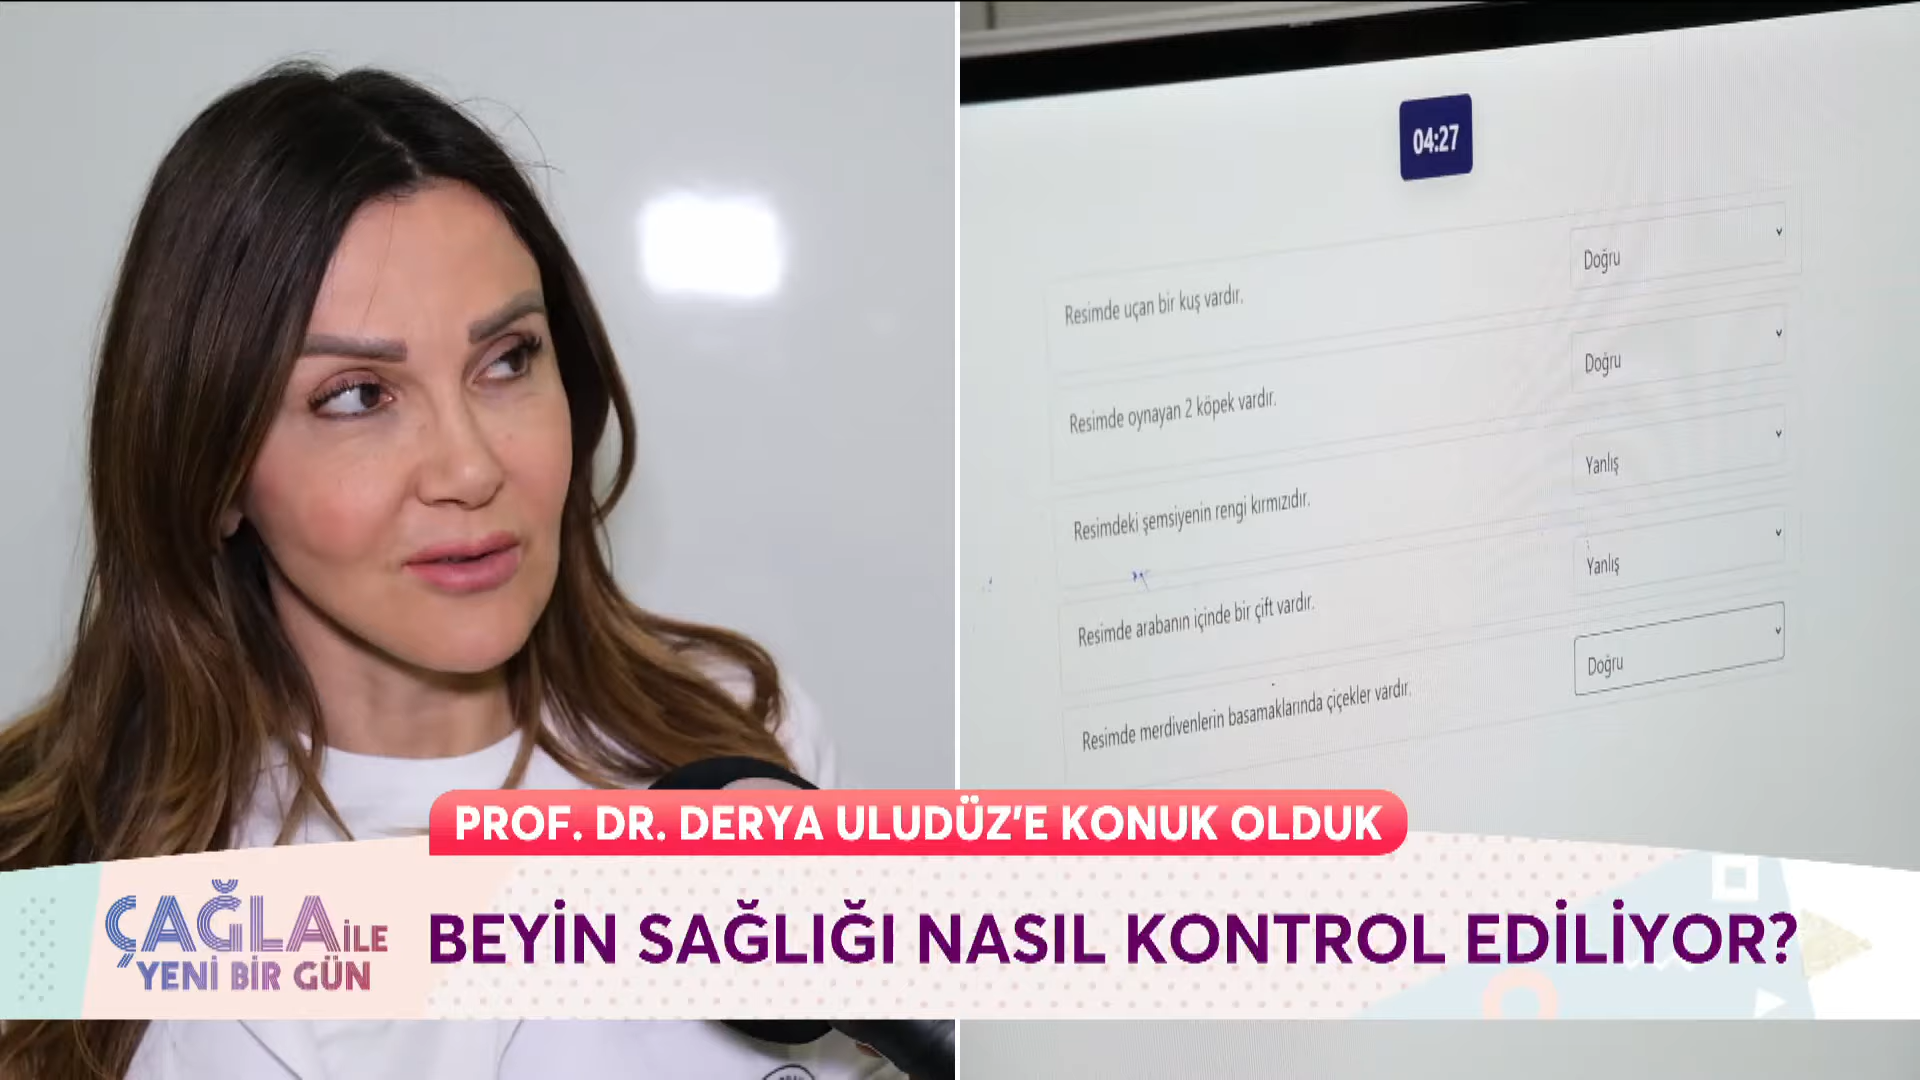 04:27
Resimde uçan bir kuş vardır.
Doğru
Resimde oynayan 2 köpek vardır.
Doğru
Resimdeki şemsiyenin rengi kırmızıdır.
Yanlış
Resimde arabanın içinde bir çift vardır.
Yanlış
Resimde merdivenlerin basamaklarında çiçekler vardır.
Doğru
PROF. DR. DERYA ULUDÜZ'E KONUK OLDUK
ÇAĞLA İLE
YENİ BİR GÜN
BEYİN SAĞLIĞI NASIL KONTROL EDİLİYOR?